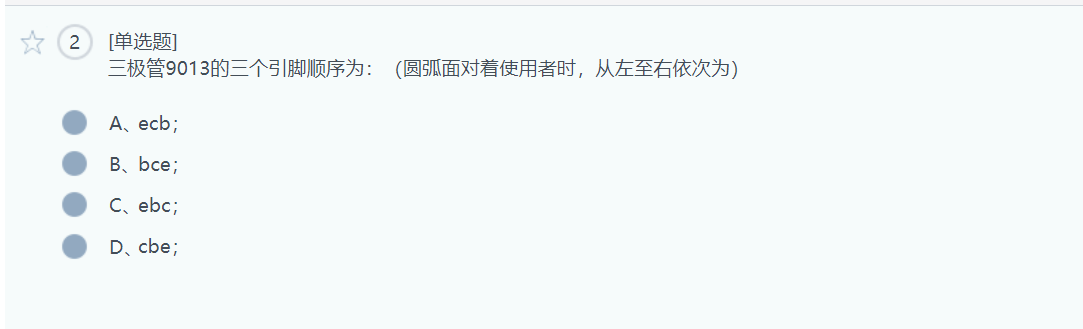 2 [单选题]
三极管9013的三个引脚顺序为：（圆弧面对着使用者时，从左至右依次为）
A、ecb；
B、bce；
C、ebc；
D、cbe；